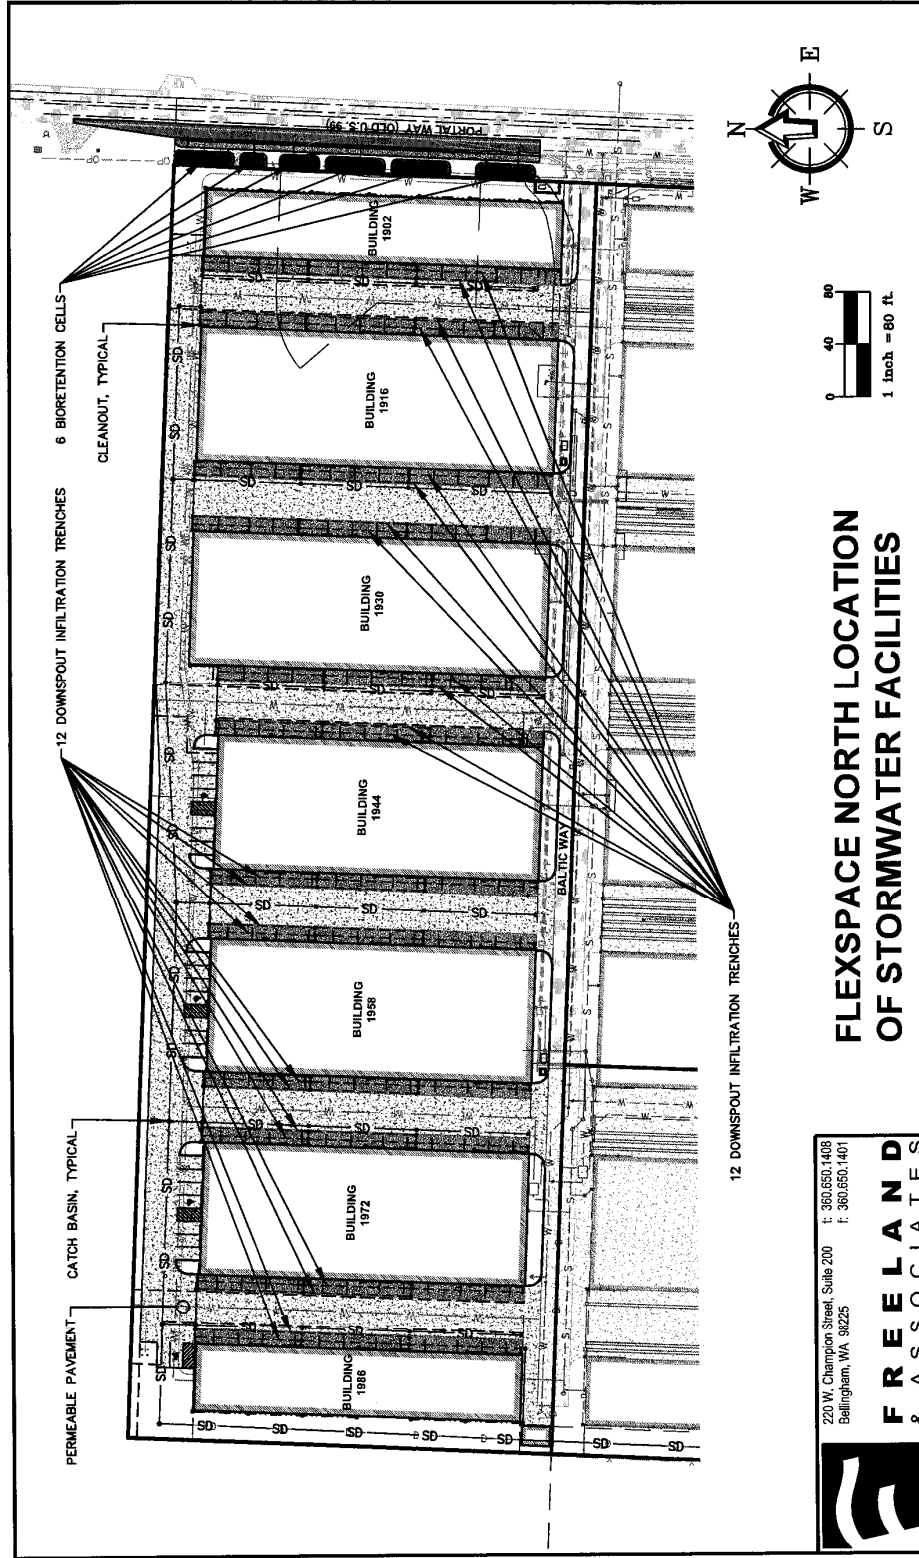 6 BIORETENTION CELLS
CLEANOUT, TYPICAL
12 DOWNSPOUT INFILTRATION TRENCHES
CATCH BASIN, TYPICAL
PERMEABLE PAVEMENT
PORTAL WAY (OLD U.S. 99)
BUILDING
1902
BUILDING
1916
BUILDING
1930
BUILDING
1944
BUILDING
1958
BUILDING
1972
BUILDING
1986
BALTIC WAY
12 DOWNSPOUT INFILTRATION TRENCHES
N
E
S
W
0
40
80
1 inch = 80 ft.
FLEXSPACE NORTH LOCATION
OF STORMWATER FACILITIES
220 W. Champion Street, Suite 200
Bellingham, WA 98225
t: 360.650.1408
f: 360.650.1401
FREELAND
& ASSOCIATES